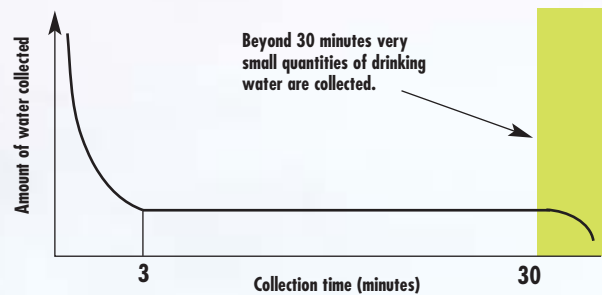 Amount of water collected
Beyond 30 minutes very
small quantities of drinking
water are collected.
3
30
Collection time (minutes)